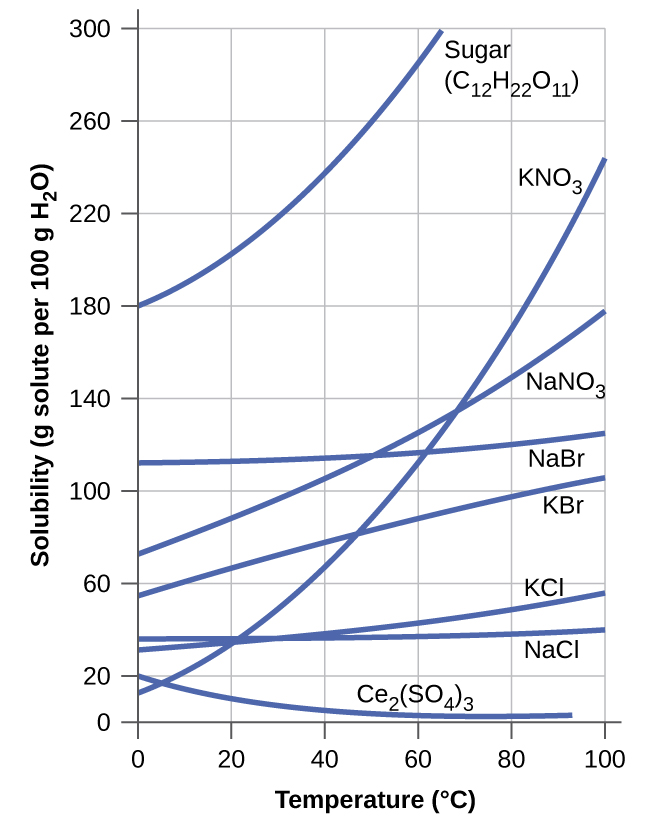 300
260
220
180
140
100
60
20
0
Solubility (g solute per 100 g H₂O)
Sugar
(C₁₂H₂₂O₁₁)
KNO₃
NaNO₃
NaBr
KBr
KCl
NaCl
Ce₂(SO₄)₃
0 20 40 60 80 100
Temperature (°C)